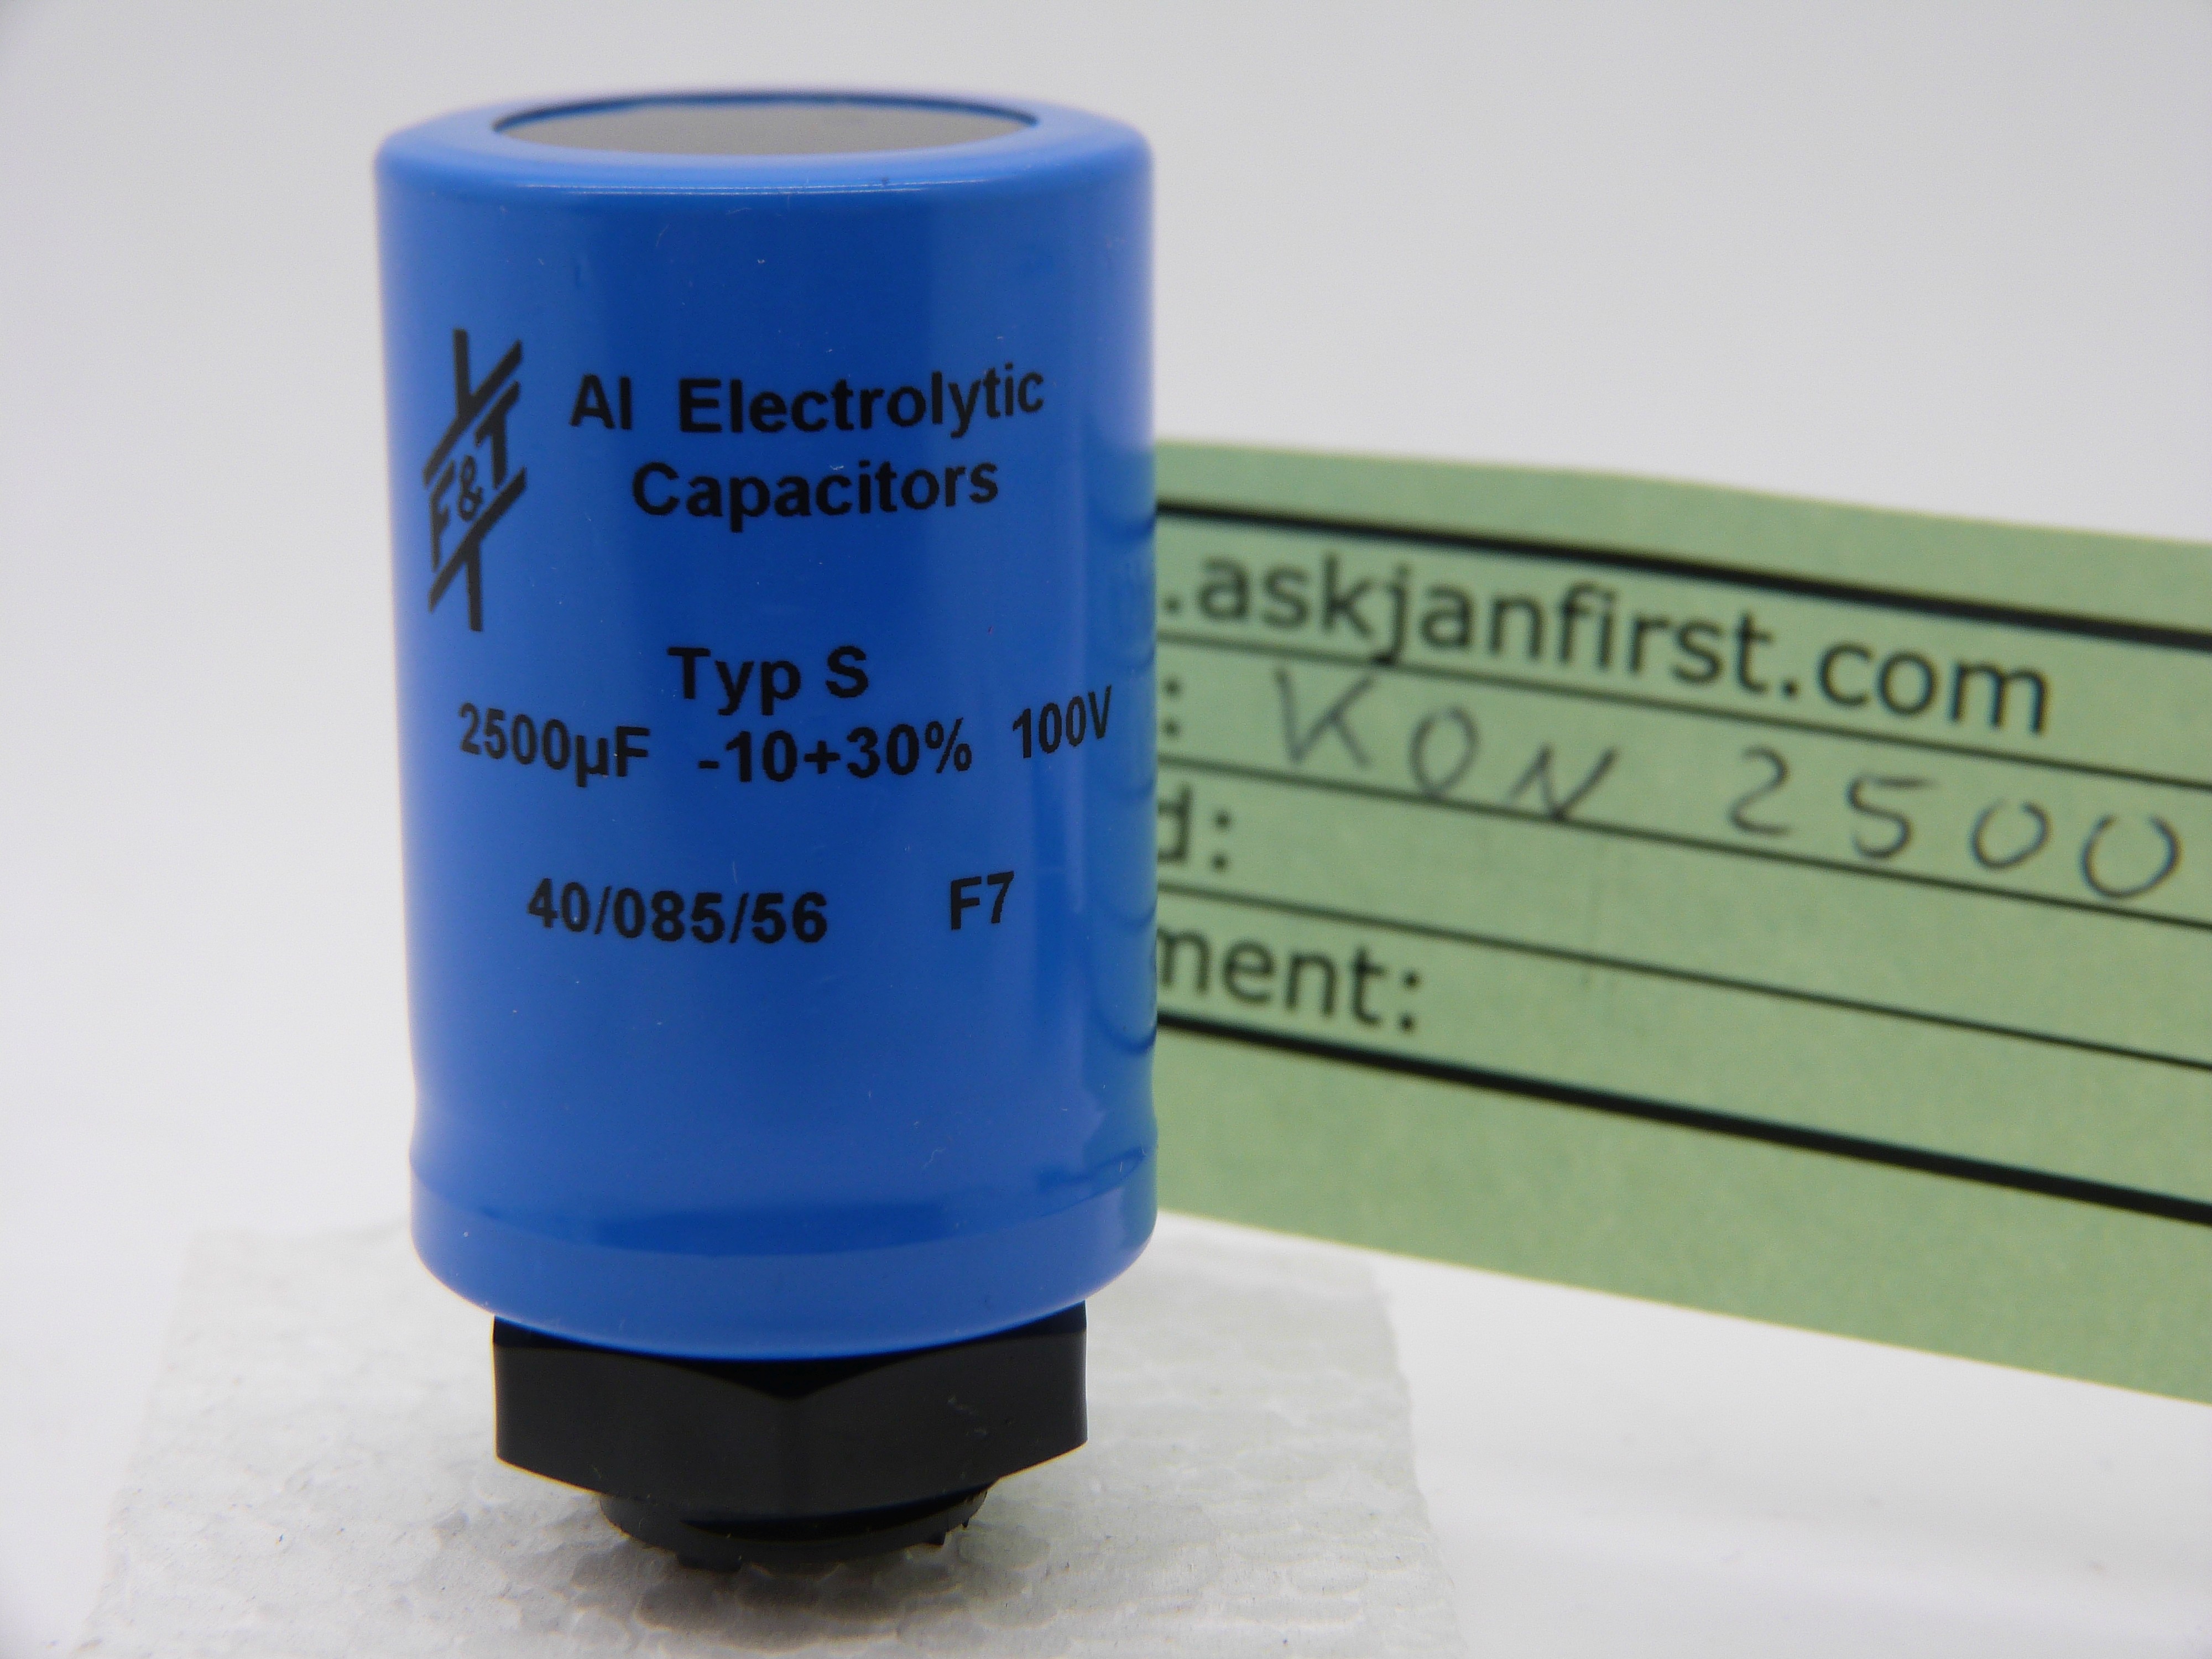 F&T
Al Electrolytic
Capacitors
Typ S
2500µF -10+30% 100V
40/085/56 F7
.askjanfirst.com
: KON 2500
d:
ment: